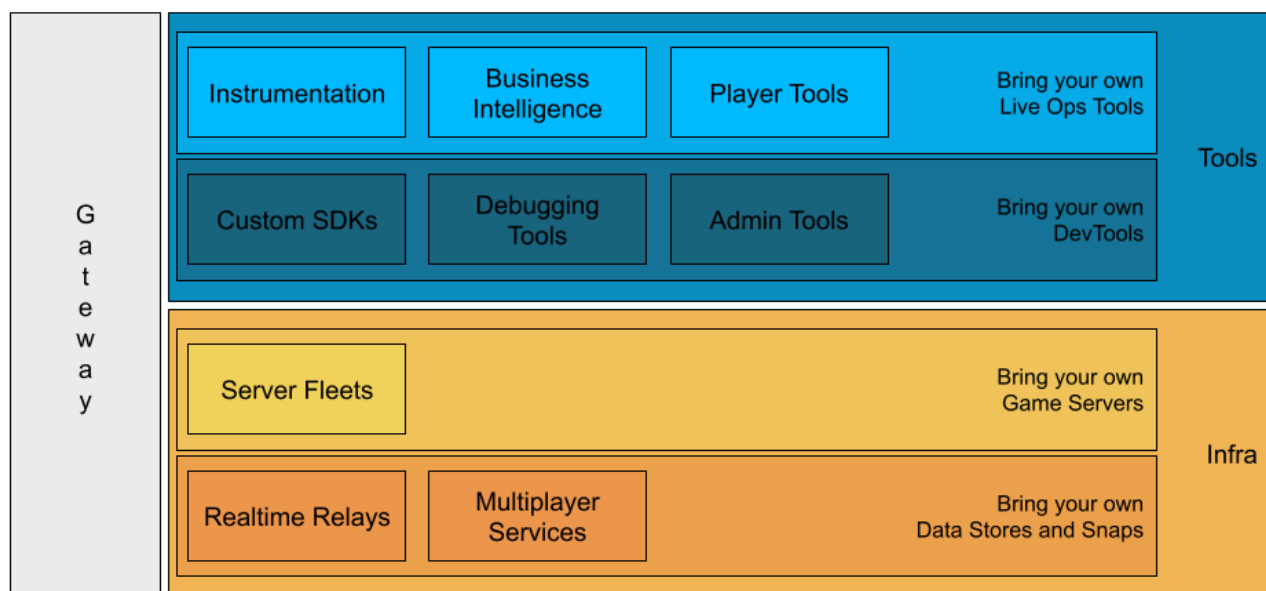 Gateway
Instrumentation
Business
Intelligence
Player Tools
Bring your own
Live Ops Tools
Tools
Custom SDKs
Debugging
Tools
Admin Tools
Bring your own
DevTools
Server Fleets
Bring your own
Game Servers
Infra
Realtime Relays
Multiplayer
Services
Bring your own
Data Stores and Snaps